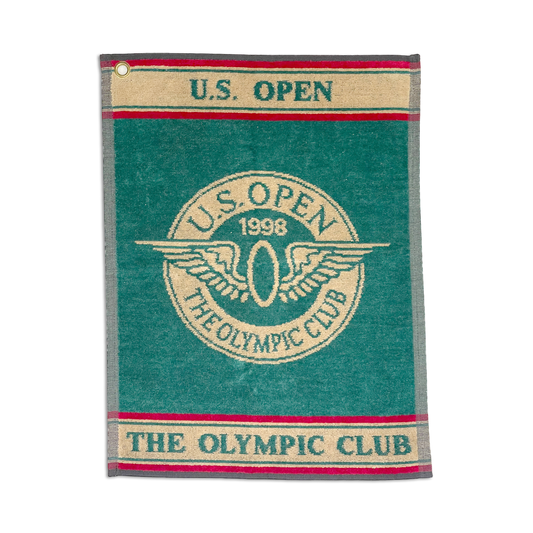 U.S. OPEN
U.S. OPEN
1998
THE OLYMPIC CLUB
THE OLYMPIC CLUB